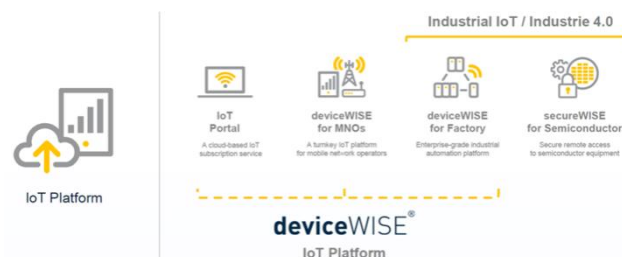 Industrial IoT / Industrie 4.0
IoT
Portal
A cloud-based IoT
subscription service
deviceWISE
for MNOs
A turnkey IoT platform
for mobile network operators
deviceWISE
for Factory
Enterprise-grade industrial
automation platform
secureWISE
for Semiconductor
Secure remote access
to semiconductor equipment
IoT Platform
deviceWISE®
IoT Platform